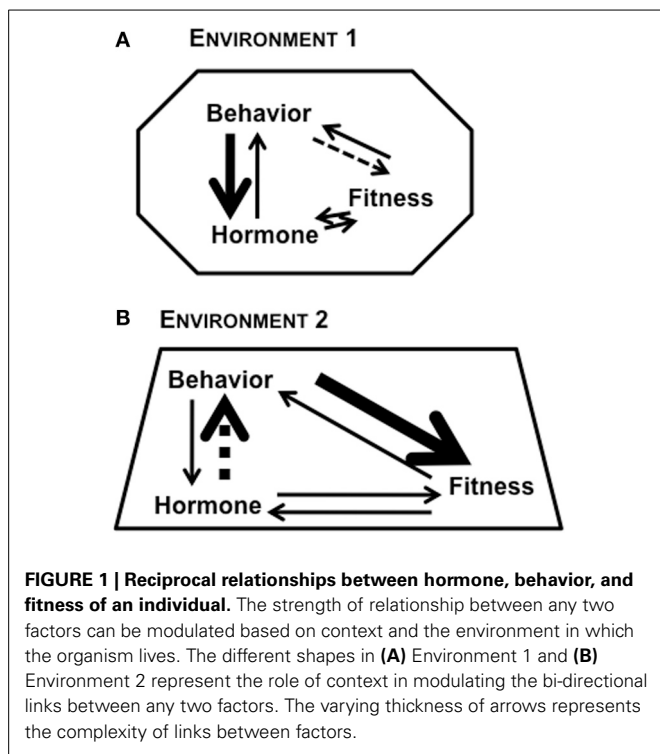 A ENVIRONMENT 1
Behavior
Fitness
Hormone
B ENVIRONMENT 2
Behavior
Fitness
Hormone
FIGURE 1 | Reciprocal relationships between hormone, behavior, and
fitness of an individual. The strength of relationship between any two
factors can be modulated based on context and the environment in which
the organism lives. The different shapes in (A) Environment 1 and (B)
Environment 2 represent the role of context in modulating the bi-directional
links between any two factors. The varying thickness of arrows represents
the complexity of links between factors.